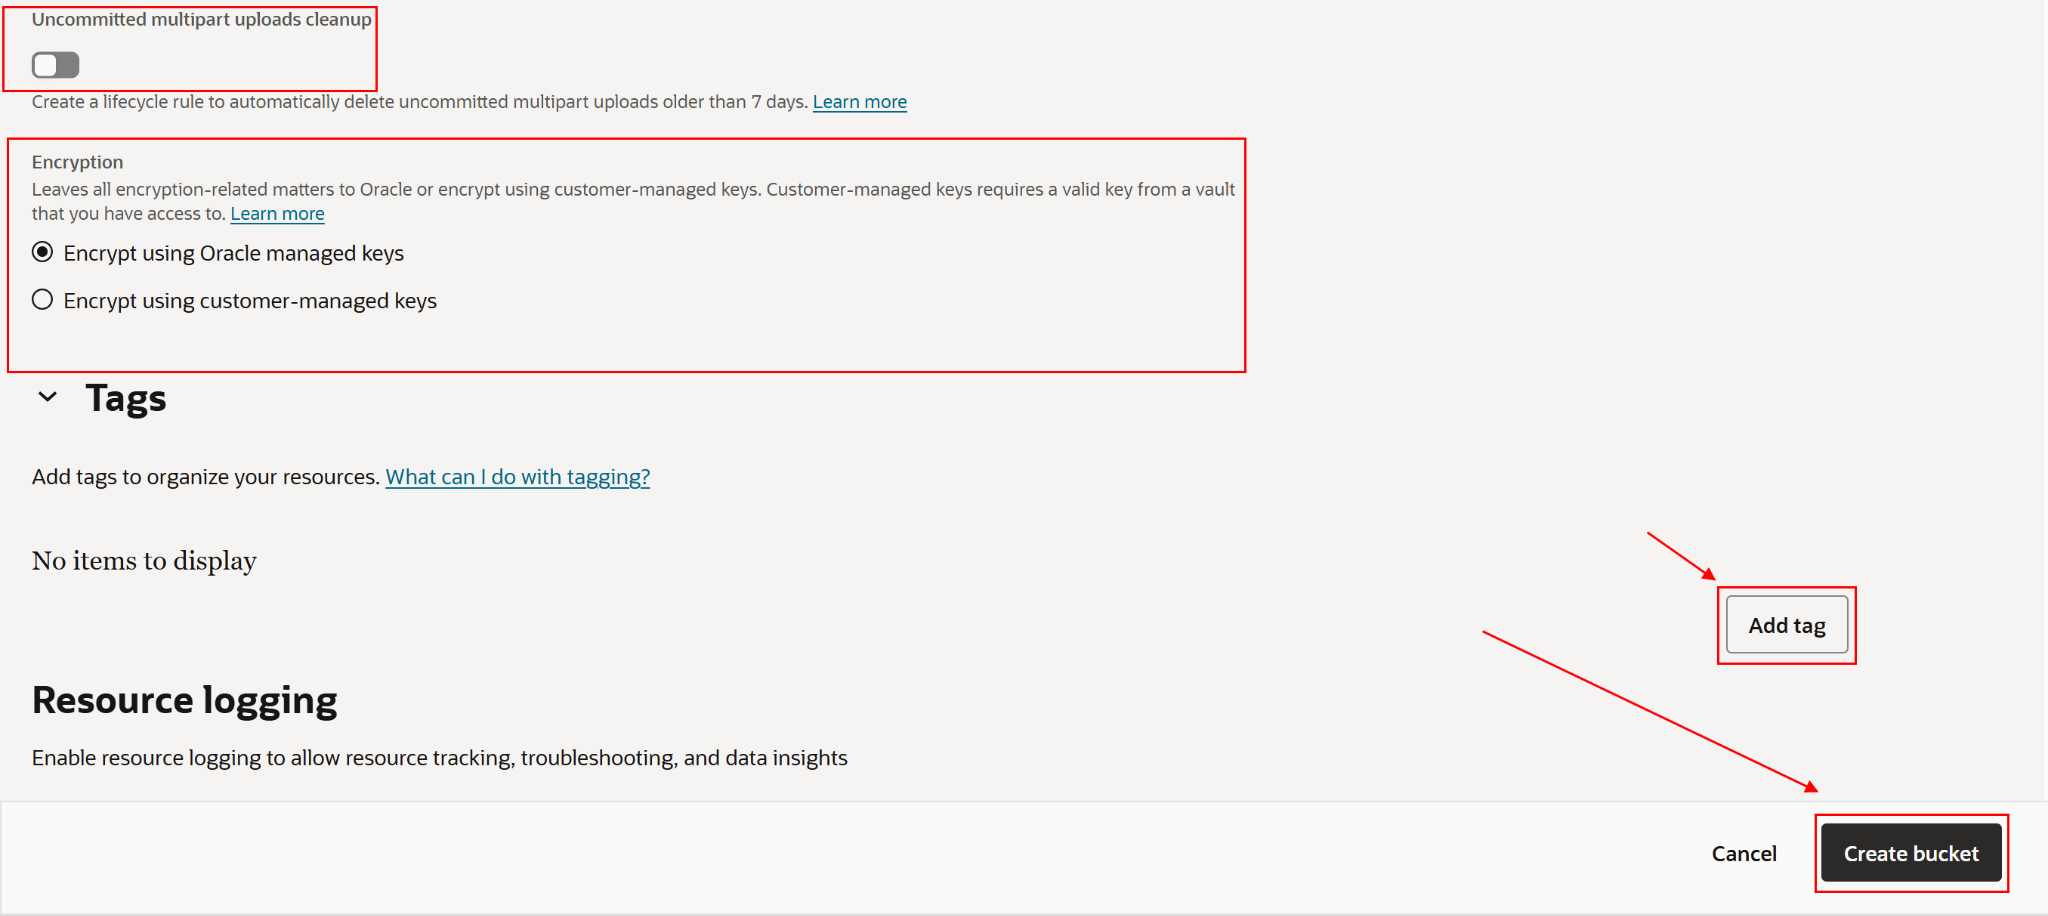 Uncommitted multipart uploads cleanup
Create a lifecycle rule to automatically delete uncommitted multipart uploads older than 7 days. Learn more
Encryption
Leaves all encryption-related matters to Oracle or encrypt using customer-managed keys. Customer-managed keys requires a valid key from a vault
that you have access to. Learn more
Encrypt using Oracle managed keys
Encrypt using customer-managed keys
Tags
Add tags to organize your resources. What can I do with tagging?
No items to display
Add tag
Resource logging
Enable resource logging to allow resource tracking, troubleshooting, and data insights
Cancel
Create bucket